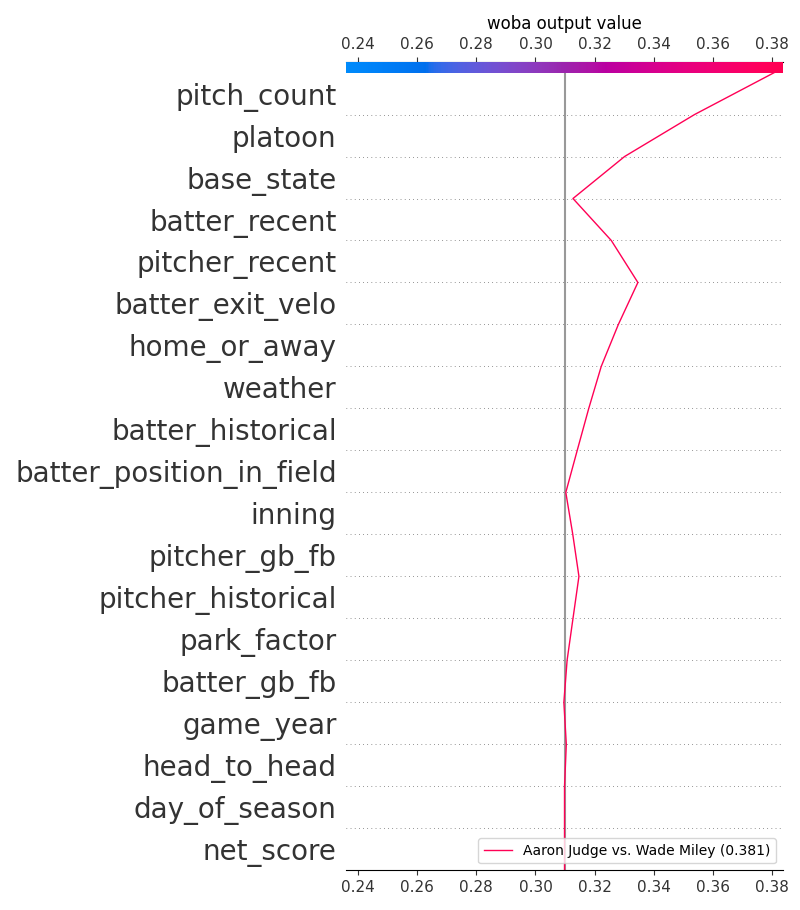 woba output value
0.24 0.26 0.28 0.30 0.32 0.34 0.36 0.38
pitch_count
platoon
base_state
batter_recent
pitcher_recent
batter_exit_velo
home_or_away
weather
batter_historical
batter_position_in_field
inning
pitcher_gb_fb
pitcher_historical
park_factor
batter_gb_fb
game_year
head_to_head
day_of_season
net_score
Aaron Judge vs. Wade Miley (0.381)
0.24 0.26 0.28 0.30 0.32 0.34 0.36 0.38